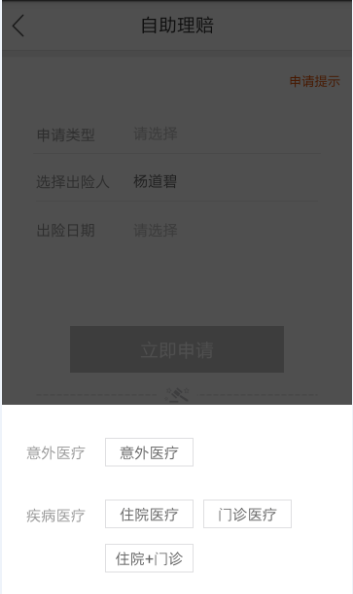 自助理赔
申请提示
申请类型 请选择
选择出险人 杨道碧
出险日期 请选择
立即申请
意外医疗 意外医疗
疾病医疗 住院医疗 门诊医疗
住院+门诊